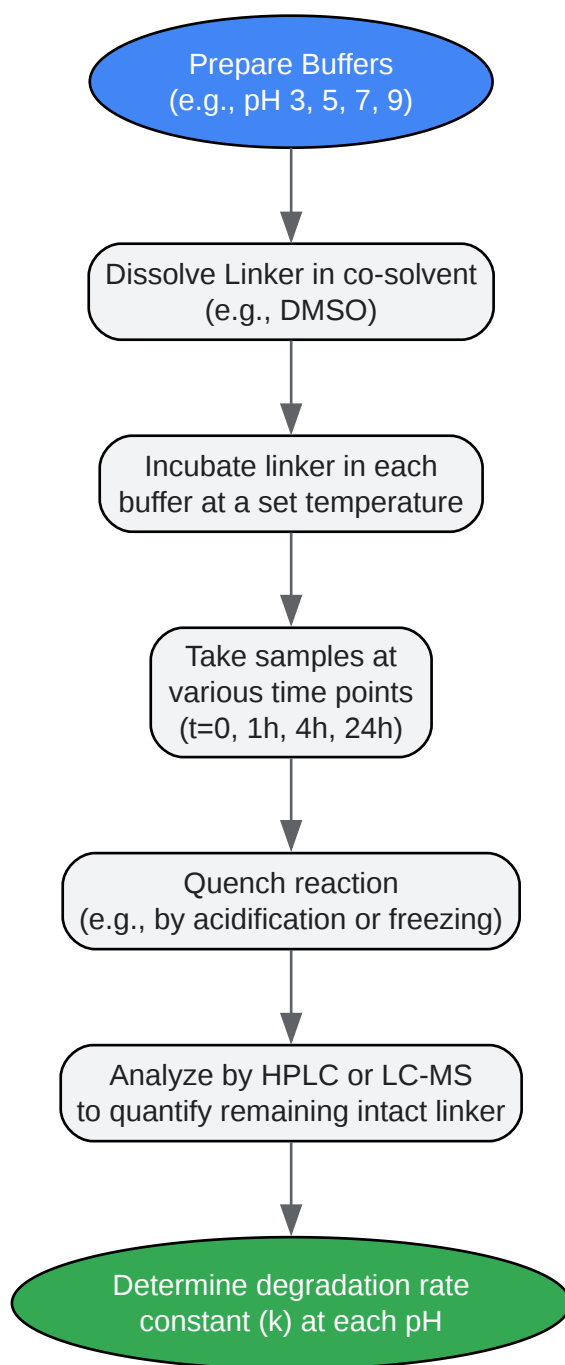 Prepare Buffers
(e.g., pH 3, 5, 7, 9)
Dissolve Linker in co-solvent
(e.g., DMSO)
Incubate linker in each
buffer at a set temperature
Take samples at
various time points
(t=0, 1h, 4h, 24h)
Quench reaction
(e.g., by acidification or freezing)
Analyze by HPLC or LC-MS
to quantify remaining intact linker
Determine degradation rate
constant (k) at each pH